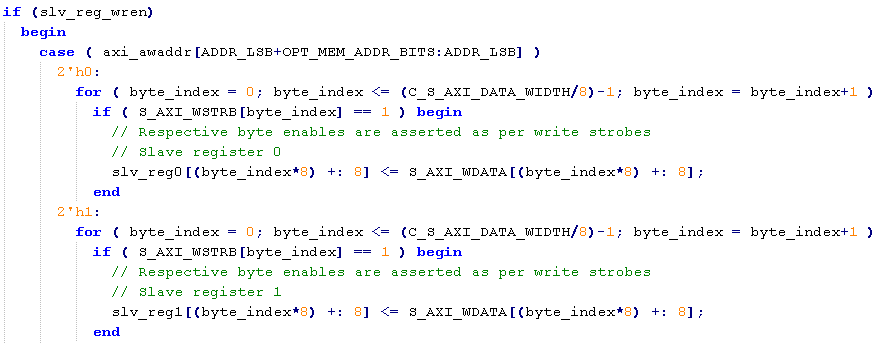 if (slv_reg_wren)
begin
case ( axi_awaddr[ADDR_LSB+OPT_MEM_ADDR_BITS:ADDR_LSB] )
2'h0:
for ( byte_index = 0; byte_index <= (C_S_AXI_DATA_WIDTH/8)-1; byte_index = byte_index+1 )
if ( S_AXI_WSTRB[byte_index] == 1 ) begin
// Respective byte enables are asserted as per write strobes
// Slave register 0
slv_reg0[(byte_index*8) +: 8] <= S_AXI_WDATA[(byte_index*8) +: 8];
end
2'h1:
for ( byte_index = 0; byte_index <= (C_S_AXI_DATA_WIDTH/8)-1; byte_index = byte_index+1 )
if ( S_AXI_WSTRB[byte_index] == 1 ) begin
// Respective byte enables are asserted as per write strobes
// Slave register 1
slv_reg1[(byte_index*8) +: 8] <= S_AXI_WDATA[(byte_index*8) +: 8];
end